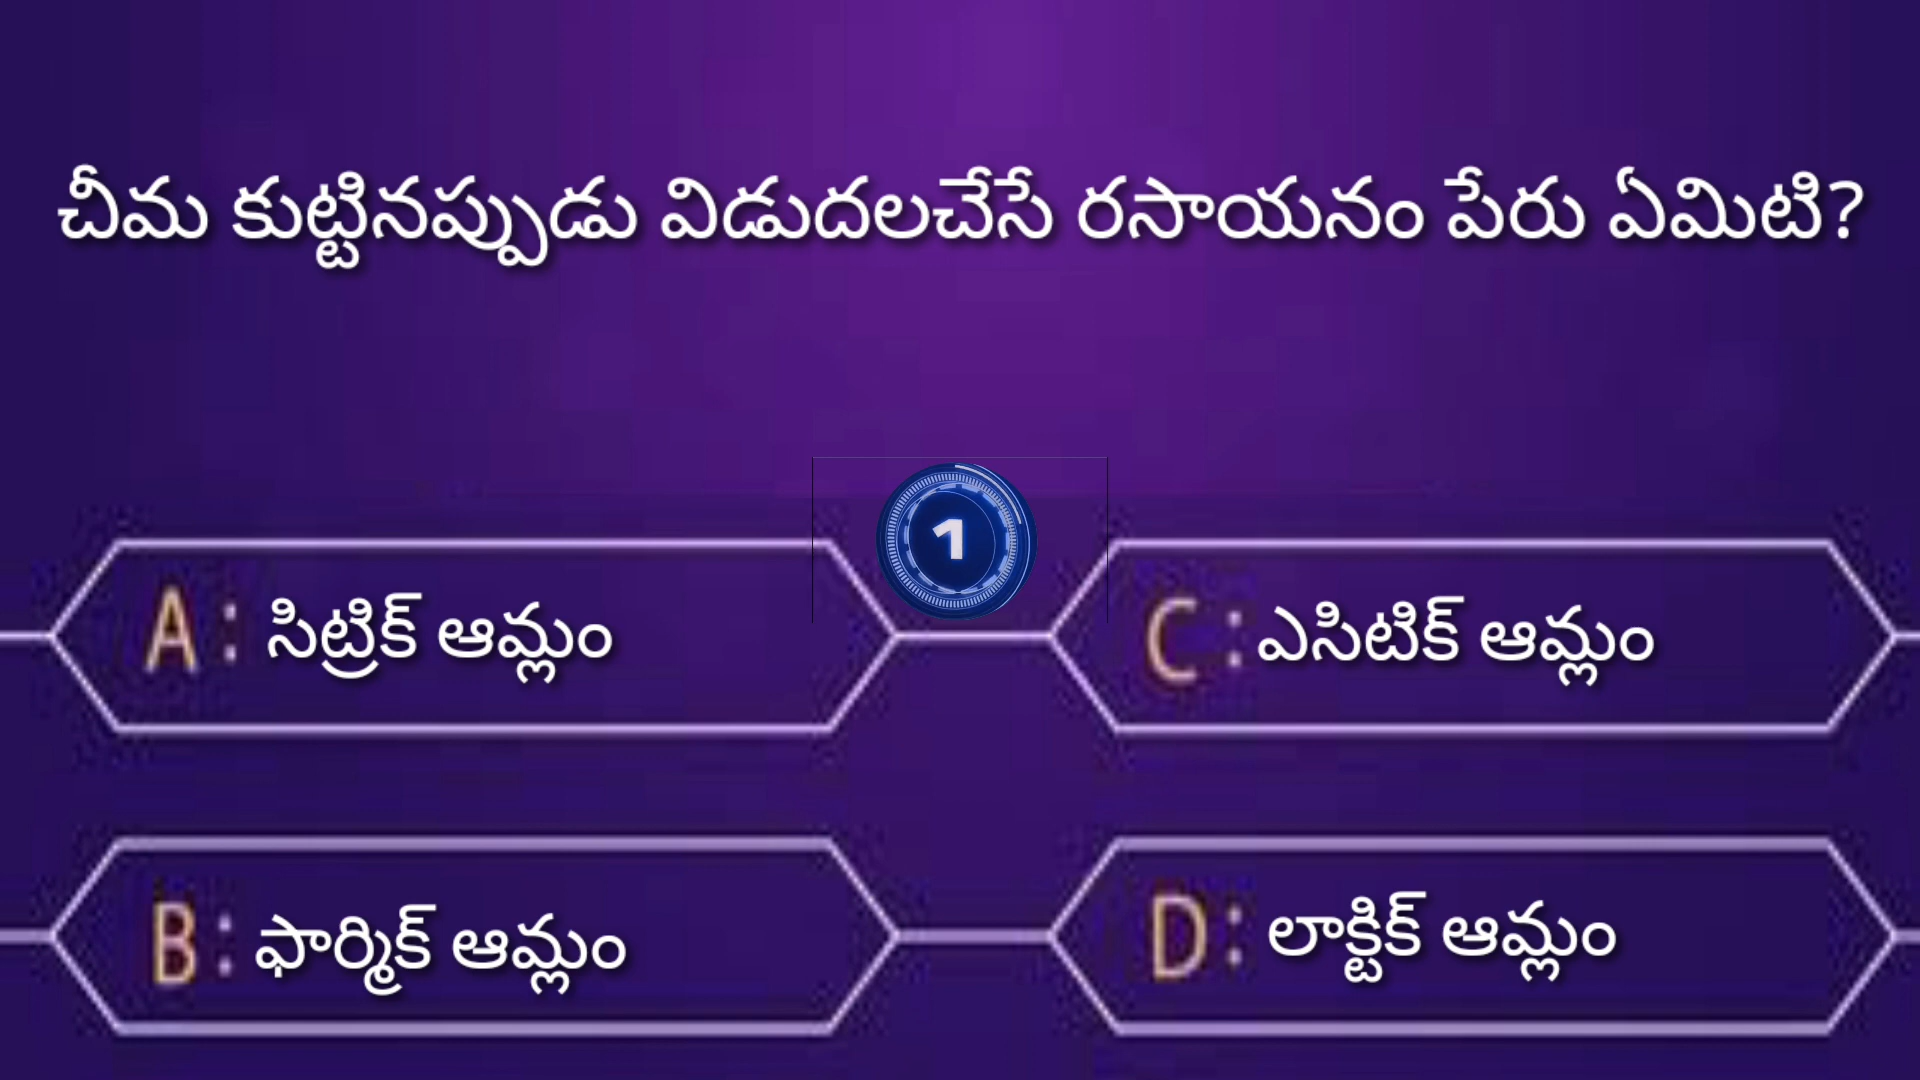 చీమ కుట్టినప్పుడు విడుదలచేసే రసాయనం పేరు ఏమిటి?
1
A : సిట్రిక్ ఆమ్లం
C : ఎసిటిక్ ఆమ్లం
B : ఫార్మిక్ ఆమ్లం
D : లాక్టిక్ ఆమ్లం